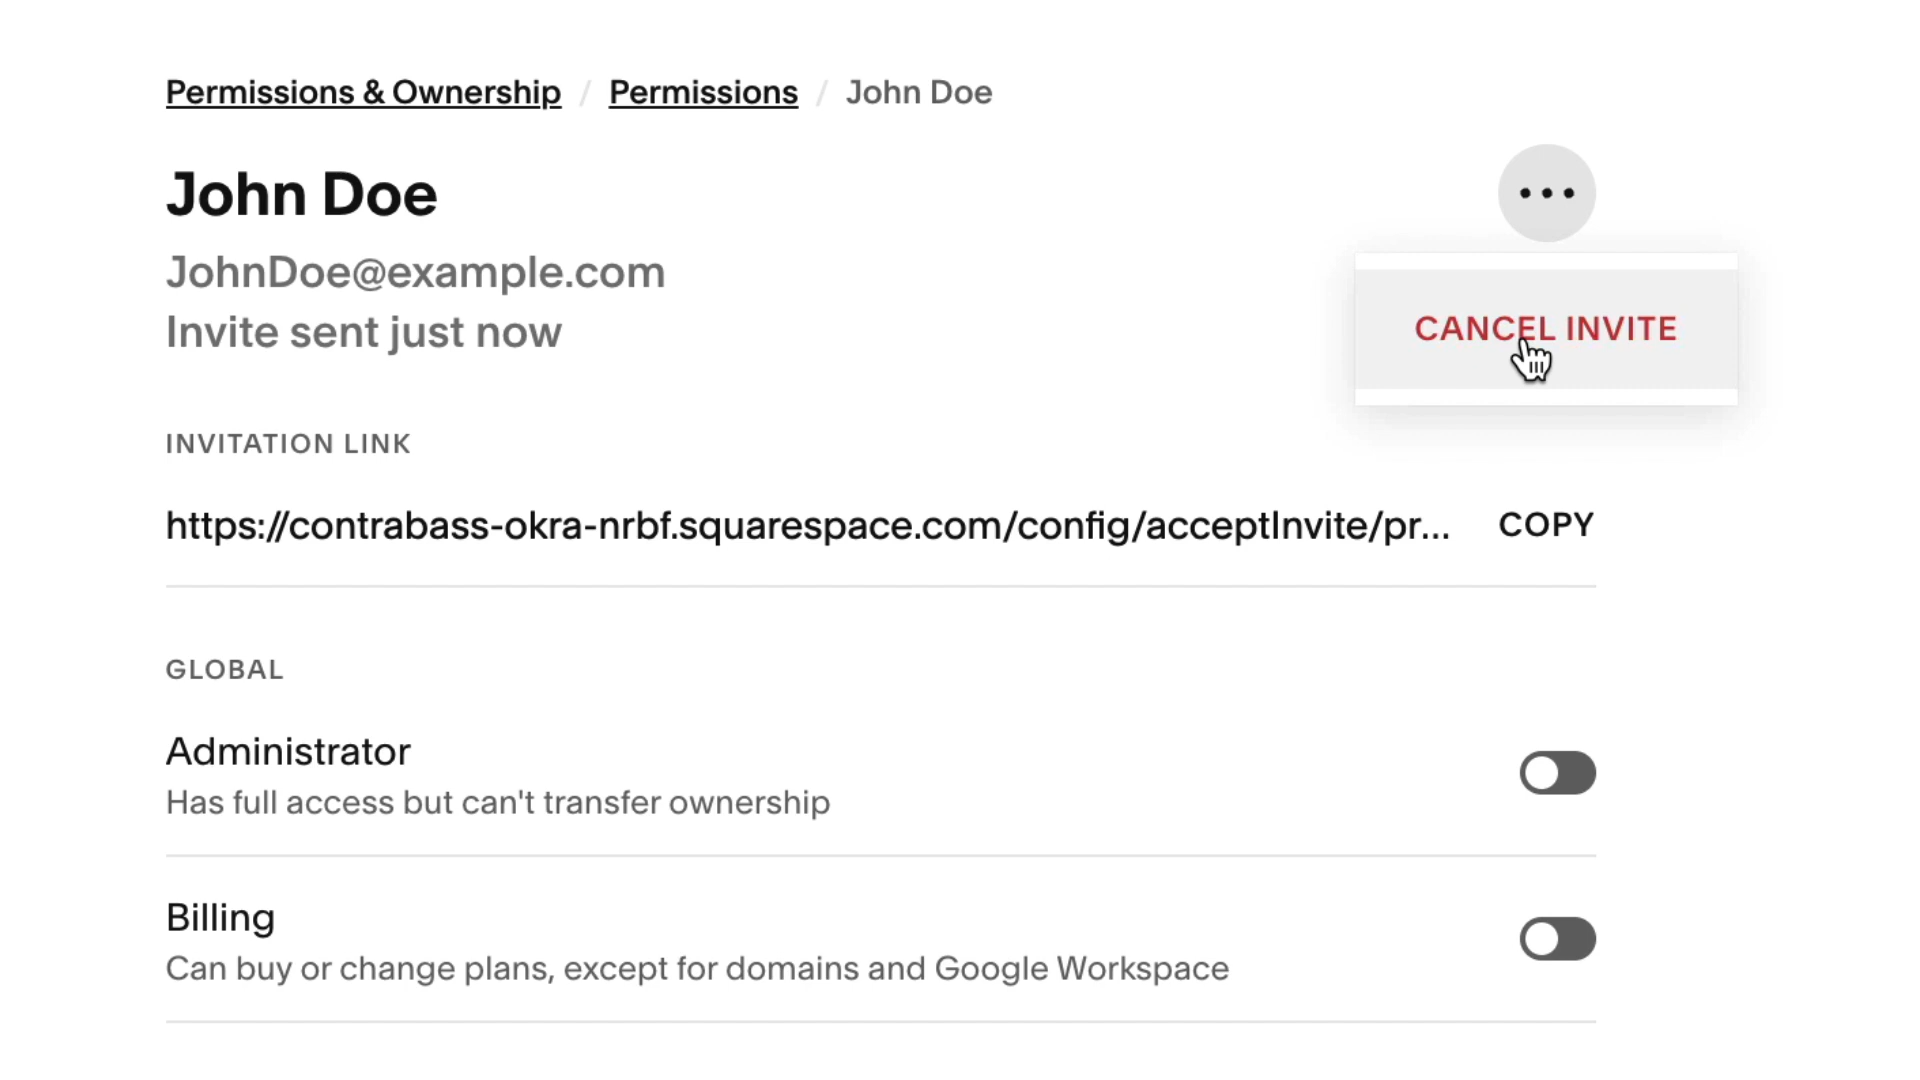 Permissions & Ownership / Permissions / John Doe
John Doe
JohnDoe@example.com
Invite sent just now
CANCEL INVITE
INVITATION LINK
https://contrabass-okra-nrbf.squarespace.com/config/acceptInvite/pr... COPY
GLOBAL
Administrator
Has full access but can't transfer ownership
Billing
Can buy or change plans, except for domains and Google Workspace